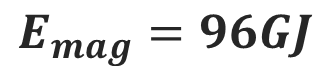 E_mag = 96GJ